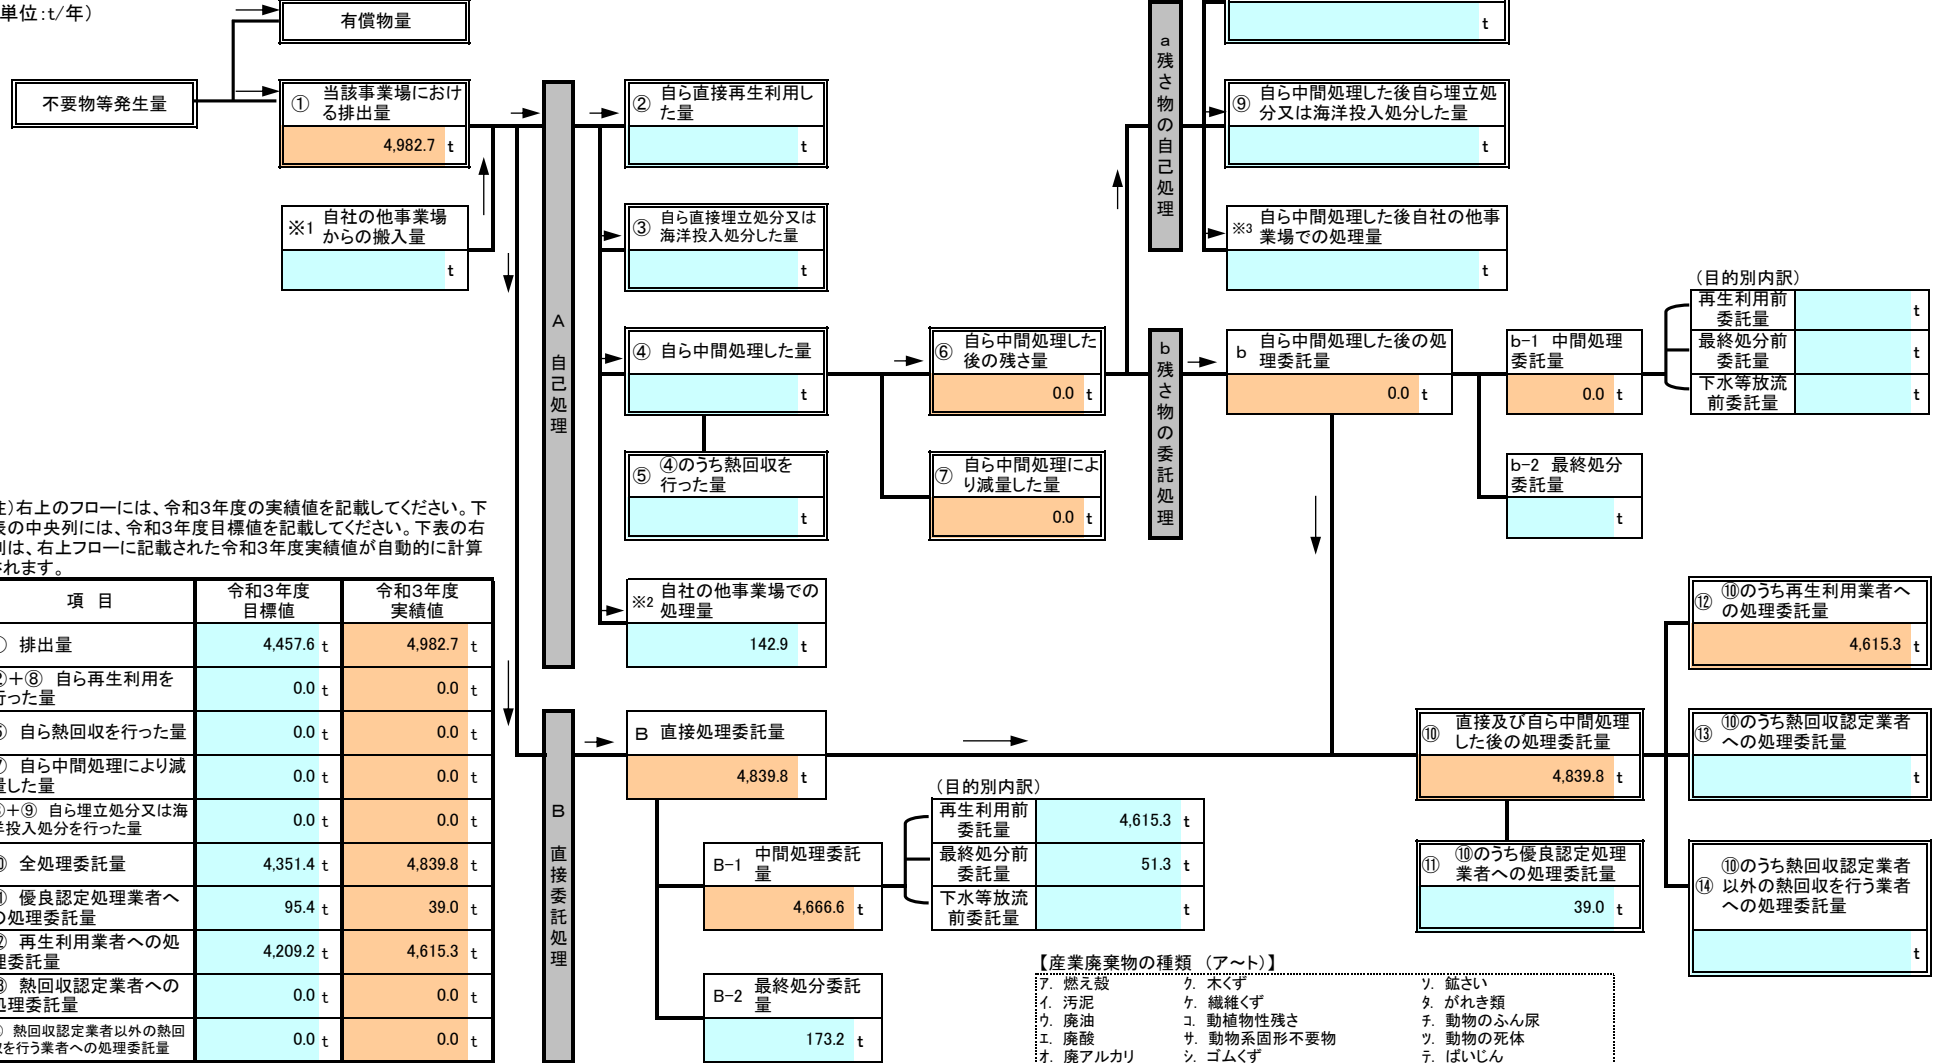 単位:t/年)
有償物量
t
不要物等発生量
① 当該事業場におけ
る排出量
4,982.7 t
※1 自社の他事業場
からの搬入量
t
A 自己処理
② 自ら直接再生利用し
た量
t
③ 自ら直接埋立処分又は
海洋投入処分した量
t
④ 自ら中間処理した量
t
⑤ ④のうち熱回収を
行った量
t
※2 自社の他事業場での
処理量
142.9 t
⑥ 自ら中間処理した
後の残さ量
0.0 t
⑦ 自ら中間処理によ
り減量した量
0.0 t
a残さ物の自己処理
⑨ 自ら中間処理した後自ら埋立処
分又は海洋投入処分した量
t
※3 自ら中間処理した後自社の他事
業場での処理量
t
b残さ物の委託処理
b 自ら中間処理した後の処
理委託量
0.0 t
b-1 中間処理
委託量
0.0 t
b-2 最終処分
委託量
t
(目的別内訳)
再生利用前
委託量
t
最終処分前
委託量
t
下水等放流
前委託量
t
)右上のフローには、令和3年度の実績値を記載してください。下
表の中央列には、令和3年度目標値を記載してください。下表の右
列は、右上フローに記載された令和3年度実績値が自動的に計算
されます。
項 目
令和3年度
目標値
令和3年度
実績値
排出量 4,457.6 t 4,982.7 t
②+⑧ 自ら再生利用を
行った量 0.0 t 0.0 t
自ら熱回収を行った量 0.0 t 0.0 t
自ら中間処理により減
量した量 0.0 t 0.0 t
+⑨ 自ら埋立処分又は海
洋投入処分を行った量 0.0 t 0.0 t
全処理委託量 4,351.4 t 4,839.8 t
優良認定処理業者へ
の処理委託量 95.4 t 39.0 t
再生利用業者への処
理委託量 4,209.2 t 4,615.3 t
熱回収認定業者への
処理委託量 0.0 t 0.0 t
熱回収認定業者以外の熱回
収を行う業者への処理委託量 0.0 t 0.0 t
B 直接委託処理
B 直接処理委託量
4,839.8 t
B-1 中間処理委託
量
4,666.6 t
B-2 最終処分委託
量
173.2 t
(目的別内訳)
再生利用前
委託量
4,615.3 t
最終処分前
委託量
51.3 t
下水等放流
前委託量
t
⑩ 直接及び自ら中間処理
した後の処理委託量
4,839.8 t
⑪ ⑩のうち優良認定処理
業者への処理委託量
39.0 t
⑫ ⑩のうち再生利用業者へ
の処理委託量
4,615.3 t
⑬ ⑩のうち熱回収認定業者
への処理委託量
t
⑭ ⑩のうち熱回収認定業者
以外の熱回収を行う業者
への処理委託量
t
【産業廃棄物の種類 (ア~ト)】
ア. 燃え殻 ク. 木くず ソ. 鉱さい
イ. 汚泥 ケ. 繊維くず タ. がれき類
ウ. 廃油 コ. 動植物性残さ チ. 動物のふん尿
エ. 廃酸 サ. 動物系固形不要物 ツ. 動物の死体
オ. 廃アルカリ シ. ゴムくず テ. ばいじん